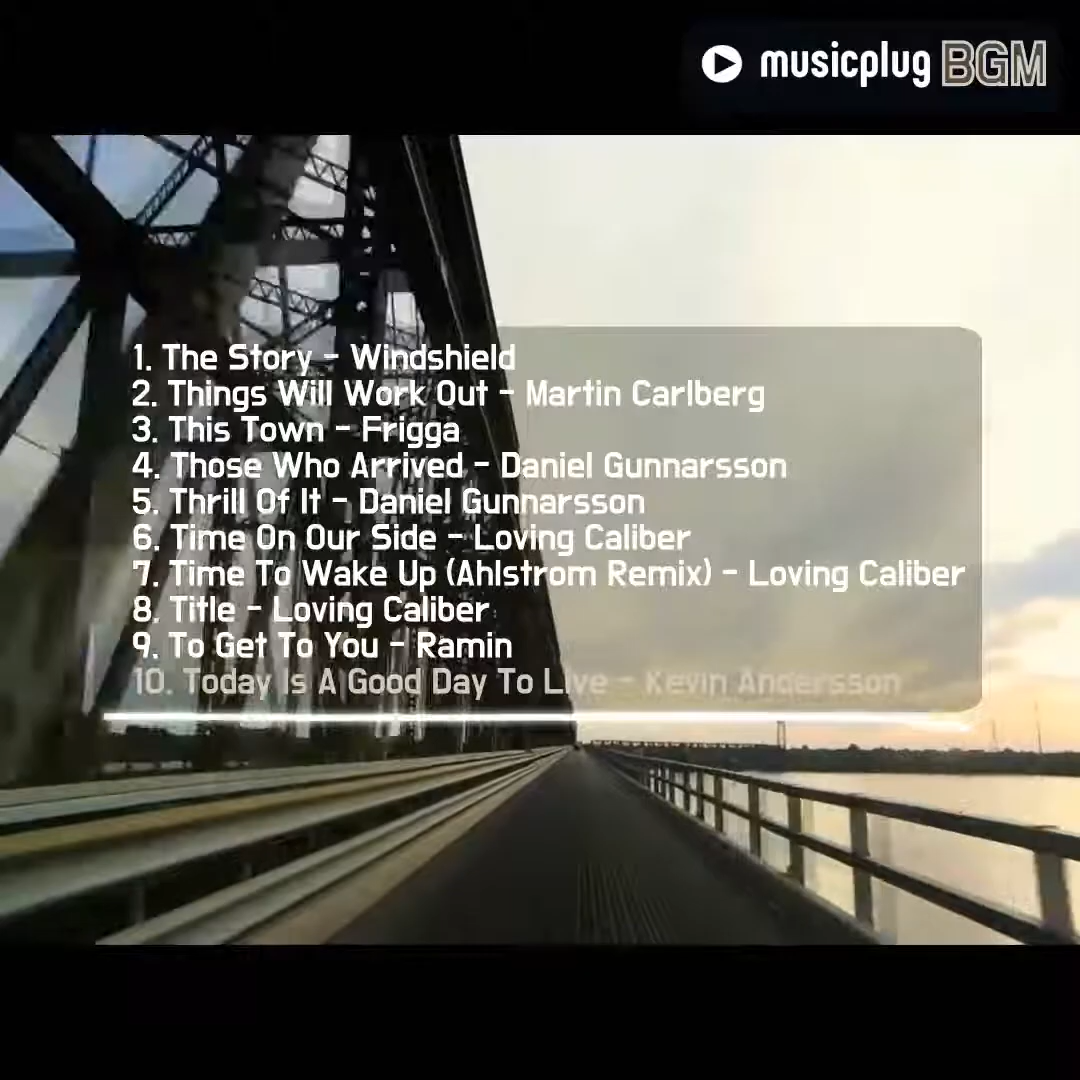 musicplug BGM
1. The Story - Windshield
2. Things Will Work Out - Martin Carlberg
3. This Town - Frigga
4. Those Who Arrived - Daniel Gunnarsson
5. Thrill Of It - Daniel Gunnarsson
6. Time On Our Side - Loving Caliber
7. Time To Wake Up (Ahlstrom Remix) - Loving Caliber
8. Title - Loving Caliber
9. To Get To You - Ramin
10. Today Is A Good Day To Live - Kevin Andersson